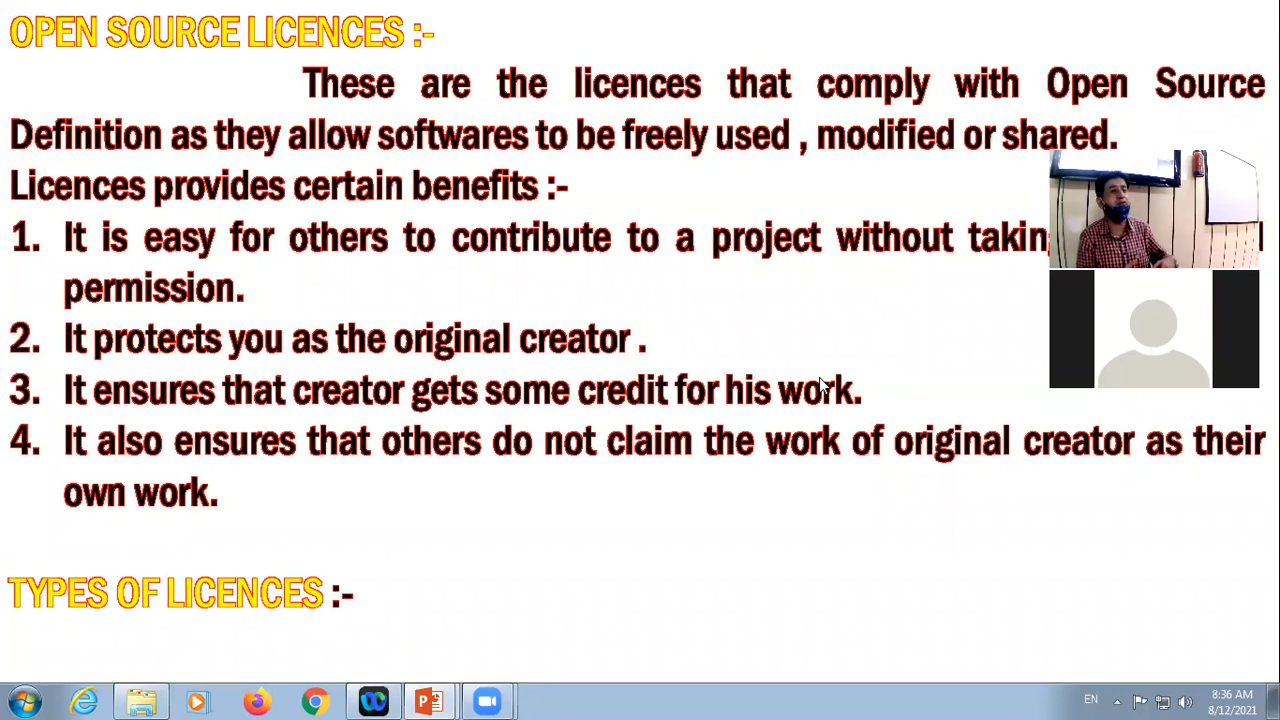 OPEN SOURCE LICENCES :-
These are the licences that comply with Open Source
Definition as they allow softwares to be freely used , modified or shared.
Licences provides certain benefits :-
1. It is easy for others to contribute to a project without taking
permission.
2. It protects you as the original creator .
3. It ensures that creator gets some credit for his work.
4. It also ensures that others do not claim the work of original creator as their
own work.
TYPES OF LICENCES :-
EN
8:36 AM
8/12/2021